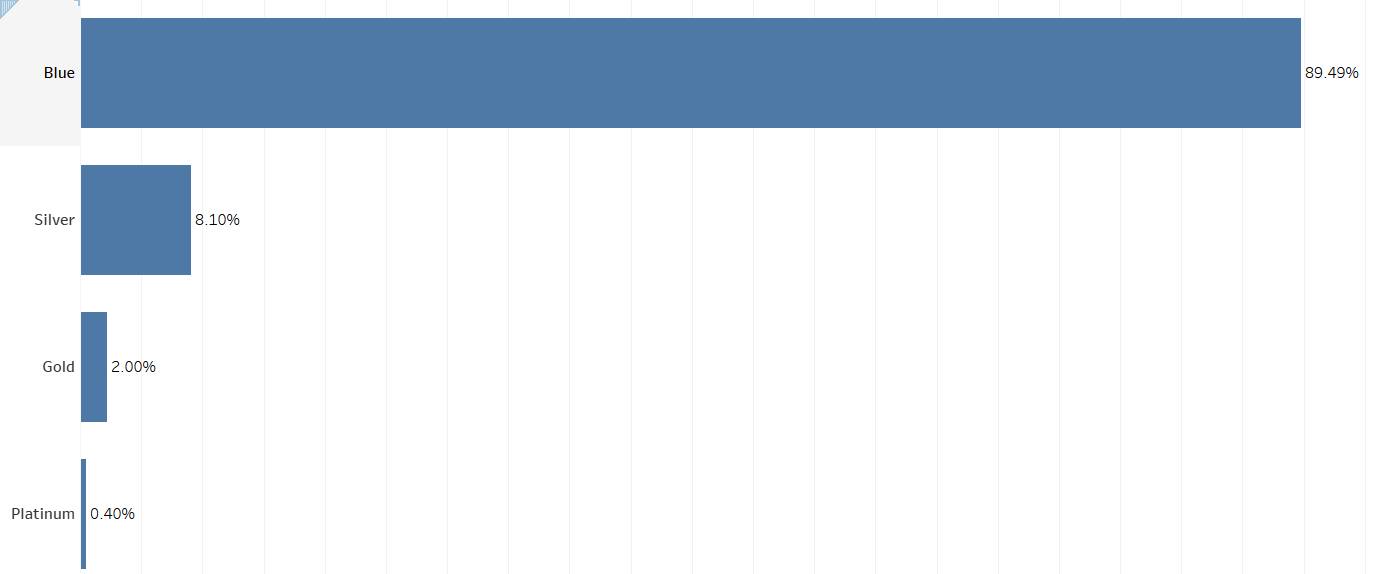 Blue 89.49%
Silver 8.10%
Gold 2.00%
Platinum 0.40%